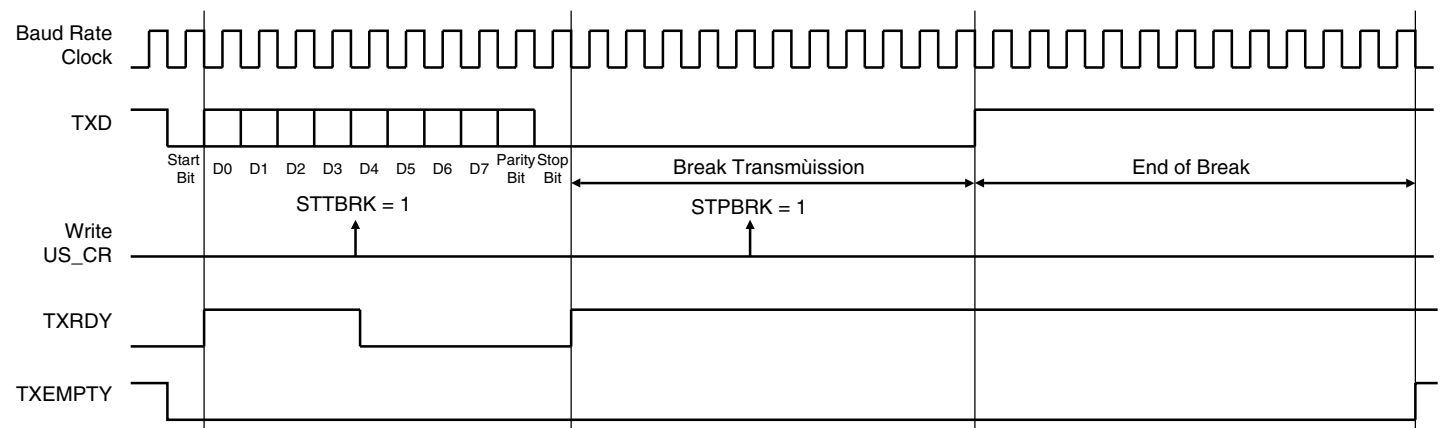 Baud Rate
Clock
TXD
Start
Bit
D0 D1 D2 D3 D4 D5 D6 D7
Parity
Bit
Stop
Bit
Break Transmùission
End of Break
STTBRK = 1
STPBRK = 1
Write
US_CR
TXRDY
TXEMPTY